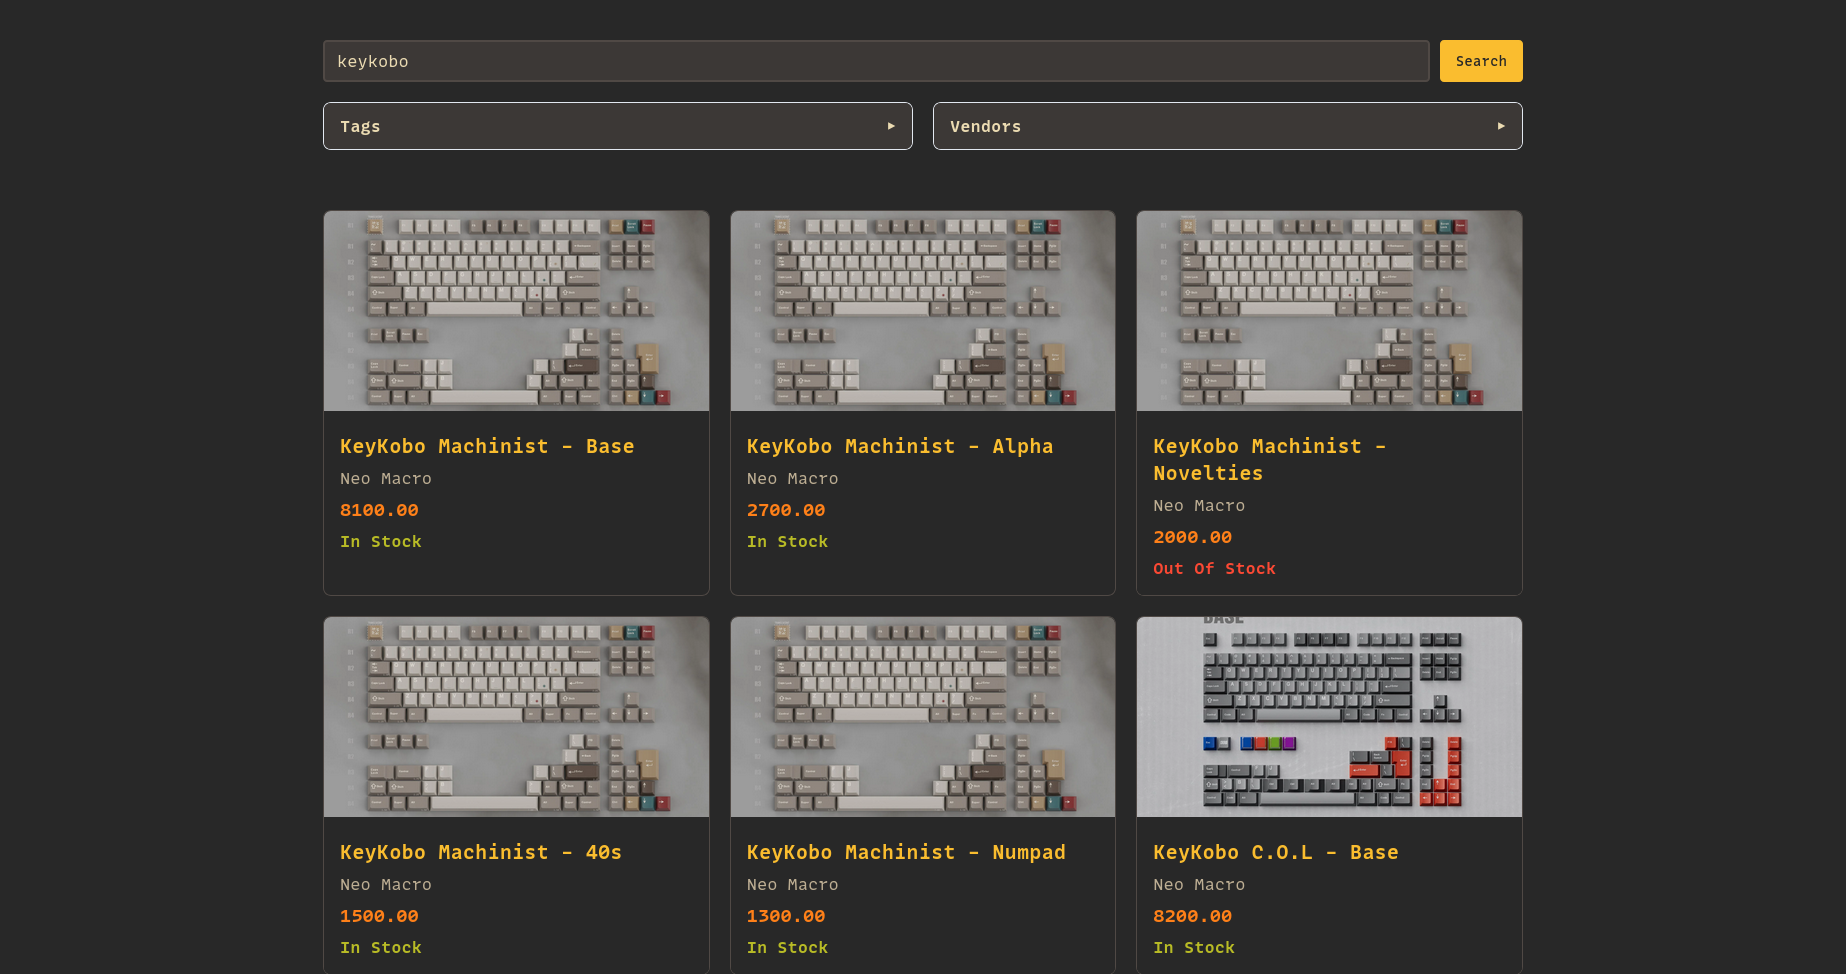 keykobo
Search
Tags
Vendors
KeyKobo Machinist - Base
Neo Macro
8100.00
In Stock
KeyKobo Machinist - Alpha
Neo Macro
2700.00
In Stock
KeyKobo Machinist -
Novelties
Neo Macro
2000.00
Out Of Stock
BASE
KeyKobo Machinist - 40s
Neo Macro
1500.00
In Stock
KeyKobo Machinist - Numpad
Neo Macro
1300.00
In Stock
KeyKobo C.O.L - Base
Neo Macro
8200.00
In Stock